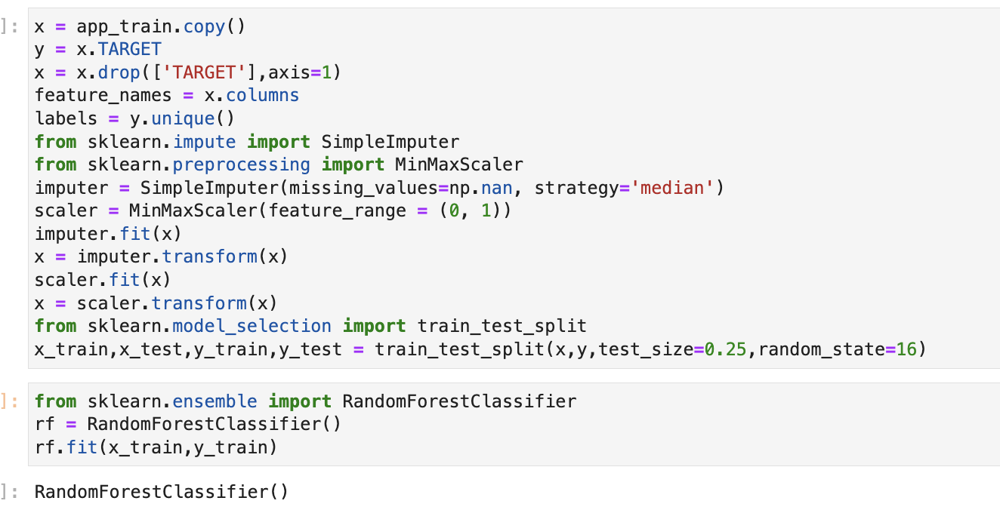 ]: x = app_train.copy()
y = x.TARGET
x = x.drop(['TARGET'],axis=1)
feature_names = x.columns
labels = y.unique()
from sklearn.impute import SimpleImputer
from sklearn.preprocessing import MinMaxScaler
imputer = SimpleImputer(missing_values=np.nan, strategy='median')
scaler = MinMaxScaler(feature_range = (0, 1))
imputer.fit(x)
x = imputer.transform(x)
scaler.fit(x)
x = scaler.transform(x)
from sklearn.model_selection import train_test_split
x_train,x_test,y_train,y_test = train_test_split(x,y,test_size=0.25,random_state=16)
]: from sklearn.ensemble import RandomForestClassifier
rf = RandomForestClassifier()
rf.fit(x_train,y_train)
]: RandomForestClassifier()